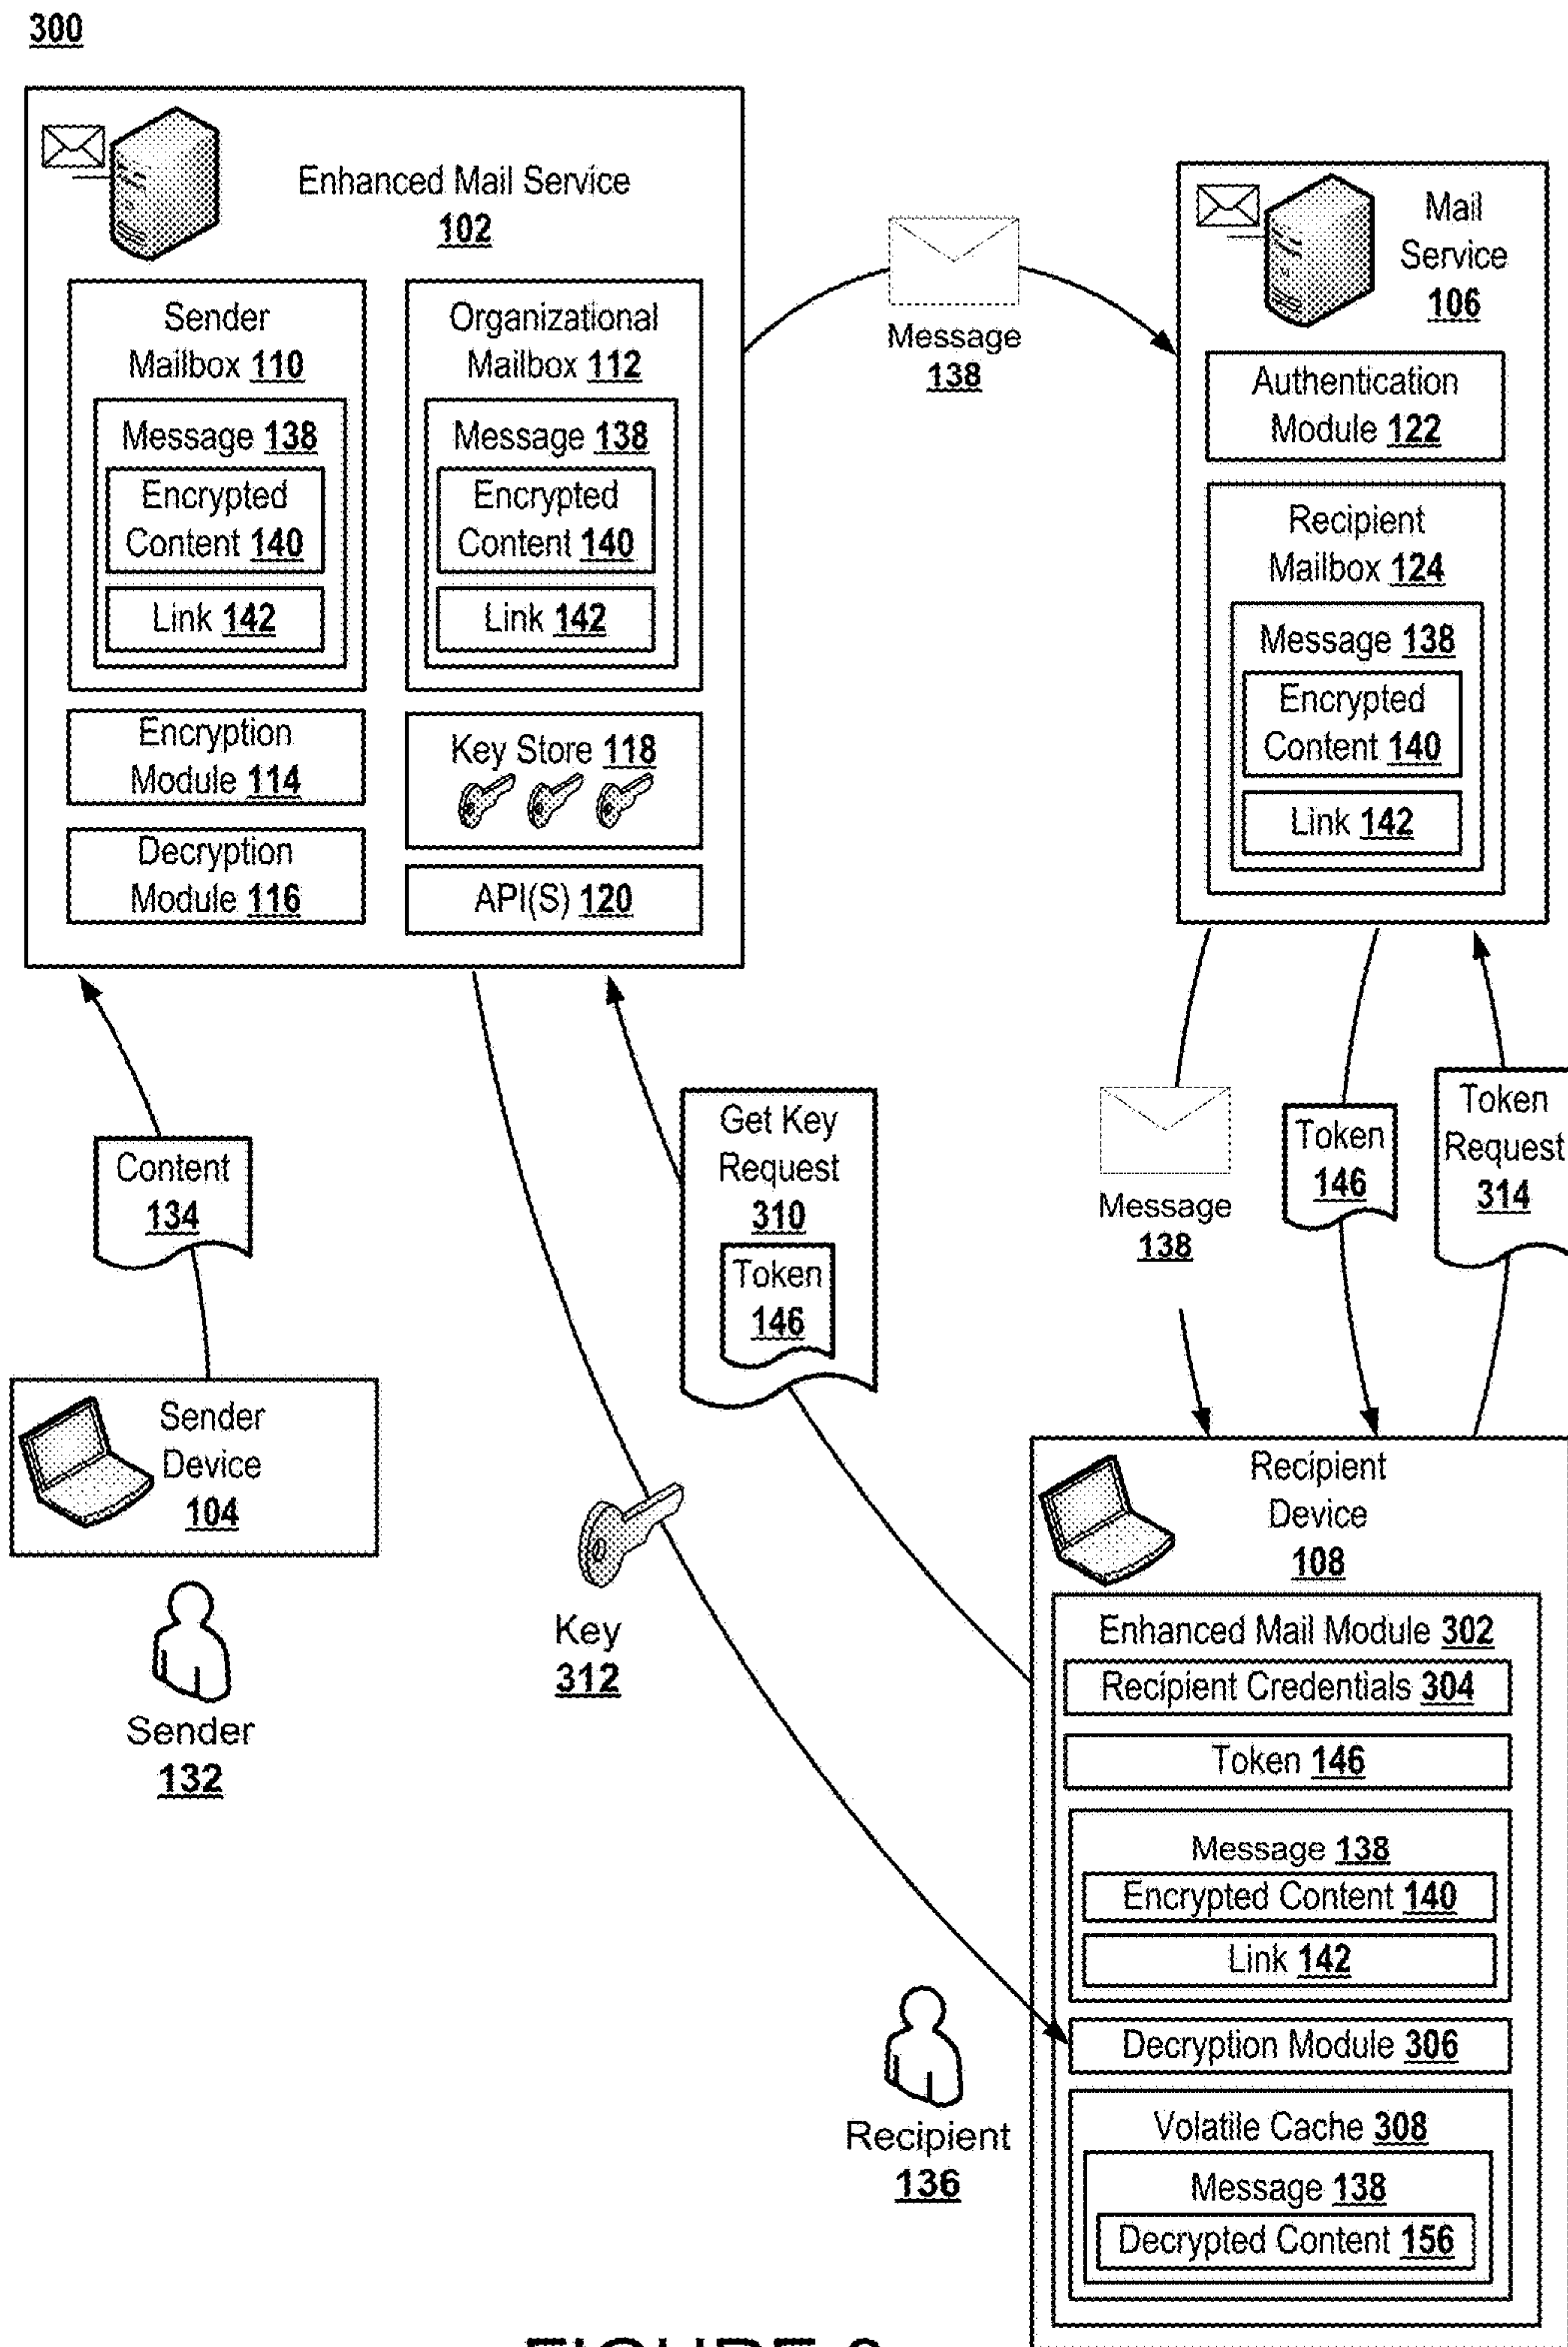 300
Enhanced Mail Service
102
Sender
Mailbox 110
Message 138
Encrypted
Content 140
Link 142
Organizational
Mailbox 112
Message 138
Encrypted
Content 140
Link 142
Encryption
Module 114
Decryption
Module 116
Key Store 118
API(S) 120
Message
138
Mail
Service
106
Authentication
Module 122
Recipient
Mailbox 124
Message 138
Encrypted
Content 140
Link 142
Content
134
Get Key
Request
310
Token
146
Message
138
Token
146
Token
Request
314
Sender
Device
104
Sender
132
Key
312
Recipient
Device
108
Enhanced Mail Module 302
Recipient Credentials 304
Token 146
Message 138
Encrypted Content 140
Link 142
Decryption Module 306
Volatile Cache 308
Message 138
Decrypted Content 156
Recipient
136
FIGURE